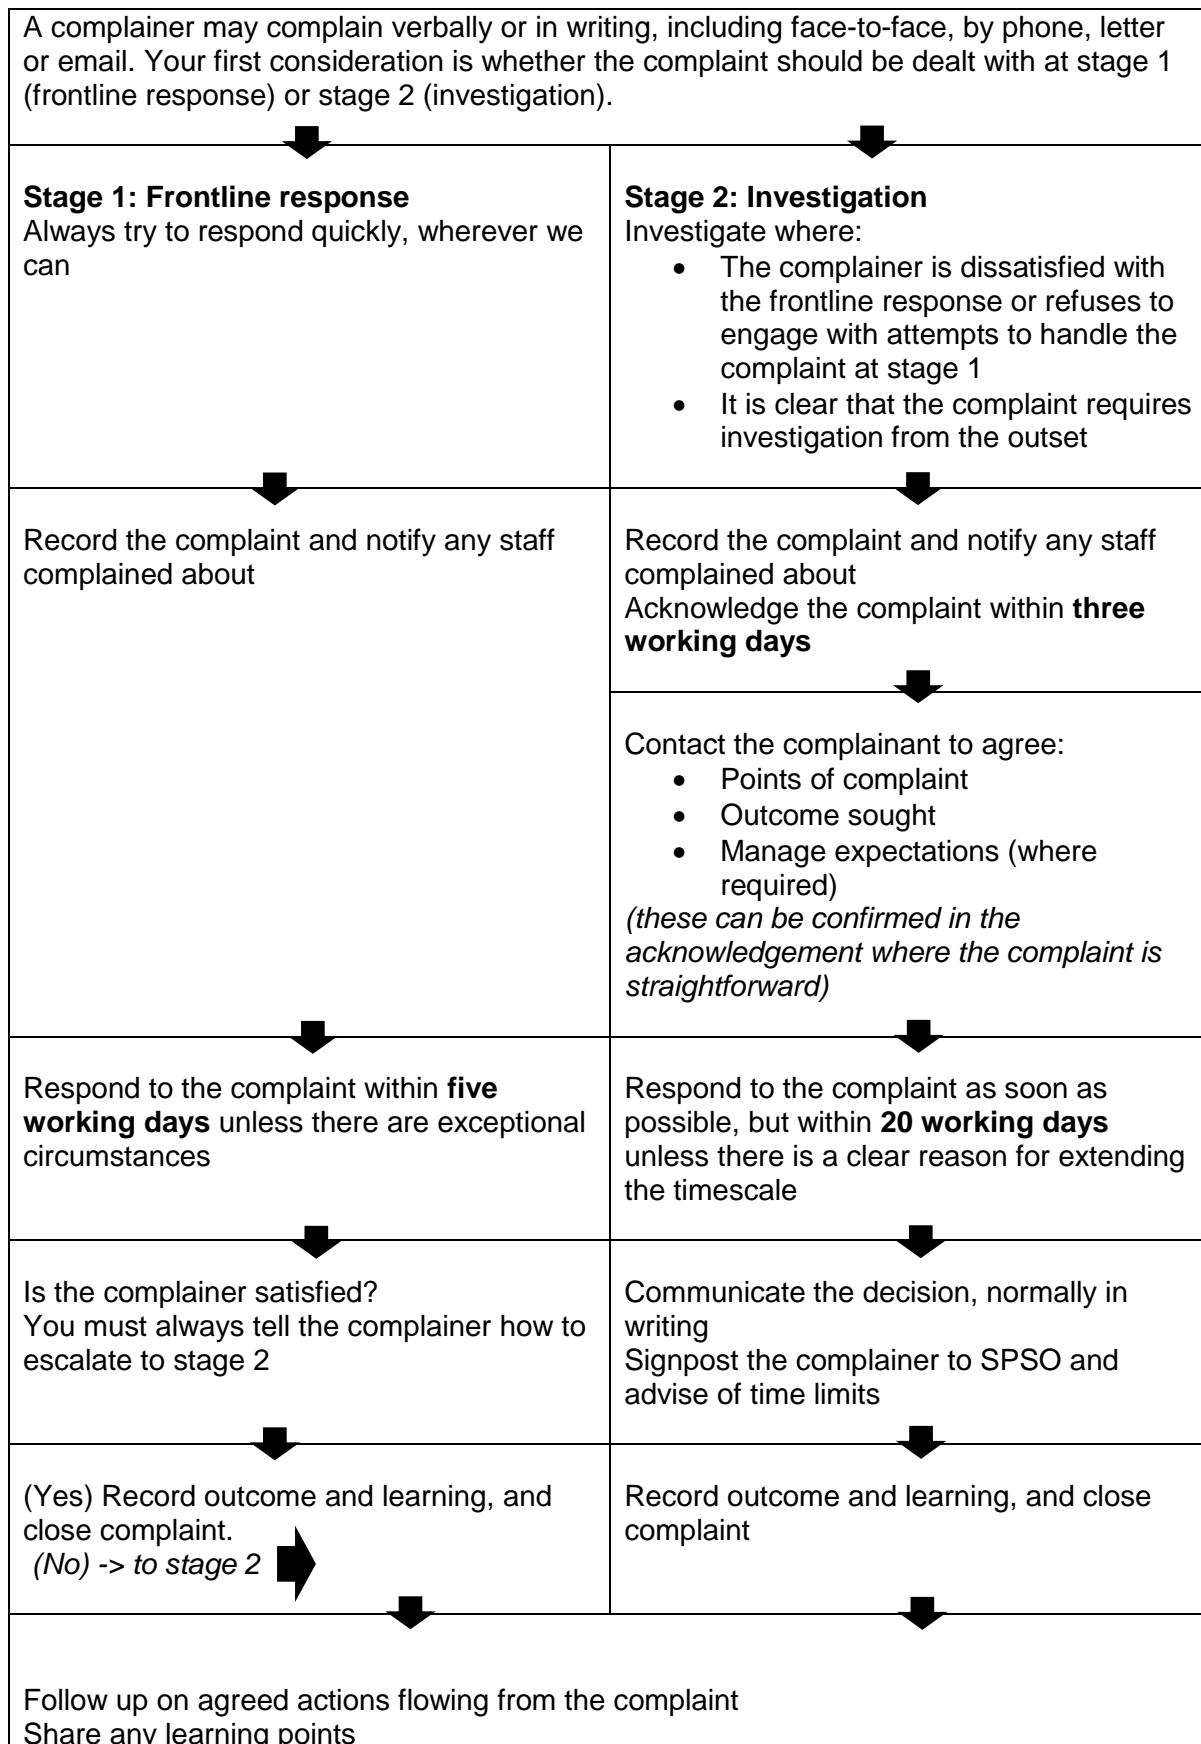 A complainer may complain verbally or in writing, including face-to-face, by phone, letter
or email. Your first consideration is whether the complaint should be dealt with at stage 1
(frontline response) or stage 2 (investigation).
Stage 1: Frontline response
Always try to respond quickly, wherever we
can
Stage 2: Investigation
Investigate where:
• The complainer is dissatisfied with
the frontline response or refuses to
engage with attempts to handle the
complaint at stage 1
• It is clear that the complaint requires
investigation from the outset
Record the complaint and notify any staff
complained about
Record the complaint and notify any staff
complained about
Acknowledge the complaint within three
working days
Contact the complainant to agree:
• Points of complaint
• Outcome sought
• Manage expectations (where
required)
(these can be confirmed in the
acknowledgement where the complaint is
straightforward)
Respond to the complaint within five
working days unless there are exceptional
circumstances
Respond to the complaint as soon as
possible, but within 20 working days
unless there is a clear reason for extending
the timescale
Is the complainer satisfied?
You must always tell the complainer how to
escalate to stage 2
Communicate the decision, normally in
writing
Signpost the complainer to SPSO and
advise of time limits
(Yes) Record outcome and learning, and
close complaint.
(No) -> to stage 2
Record outcome and learning, and close
complaint
Follow up on agreed actions flowing from the complaint
Share any learning points